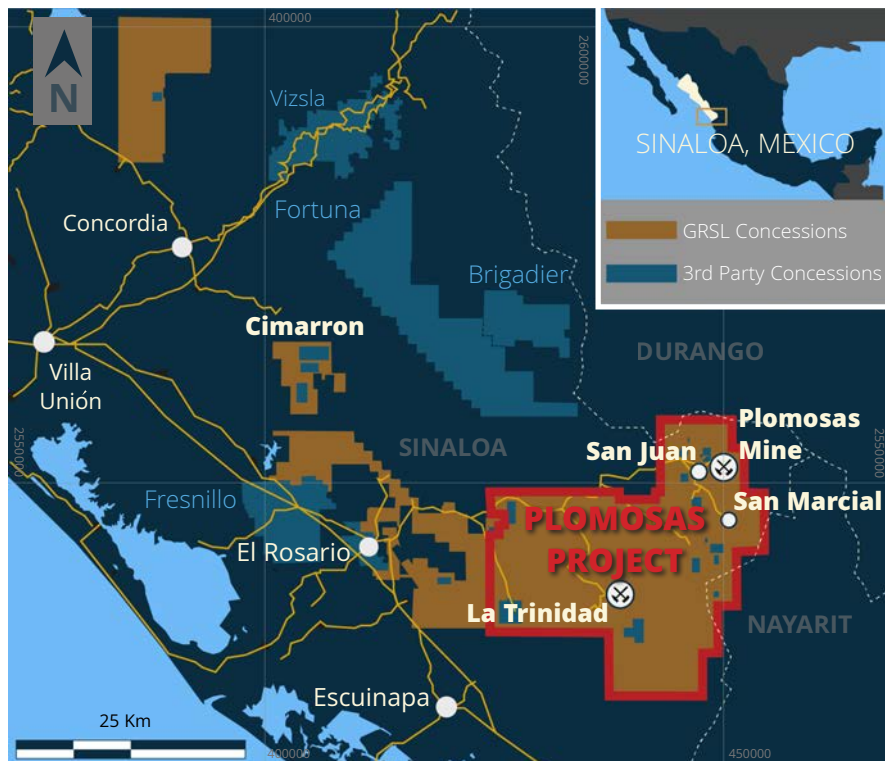 400000
2600000
N
Vizsla
SINALOA, MEXICO
Fortuna
Concordia
GRSL Concessions
3rd Party Concessions
Brigadier
Cimarron
Villa
Unión
DURANGO
2550000
SINALOA
San Juan
Plomosas
Mine
2550000
Fresnillo
San Marcial
PLOMOSAS
PROJECT
El Rosario
La Trinidad
NAYARIT
Escuinapa
25 Km
400000
450000